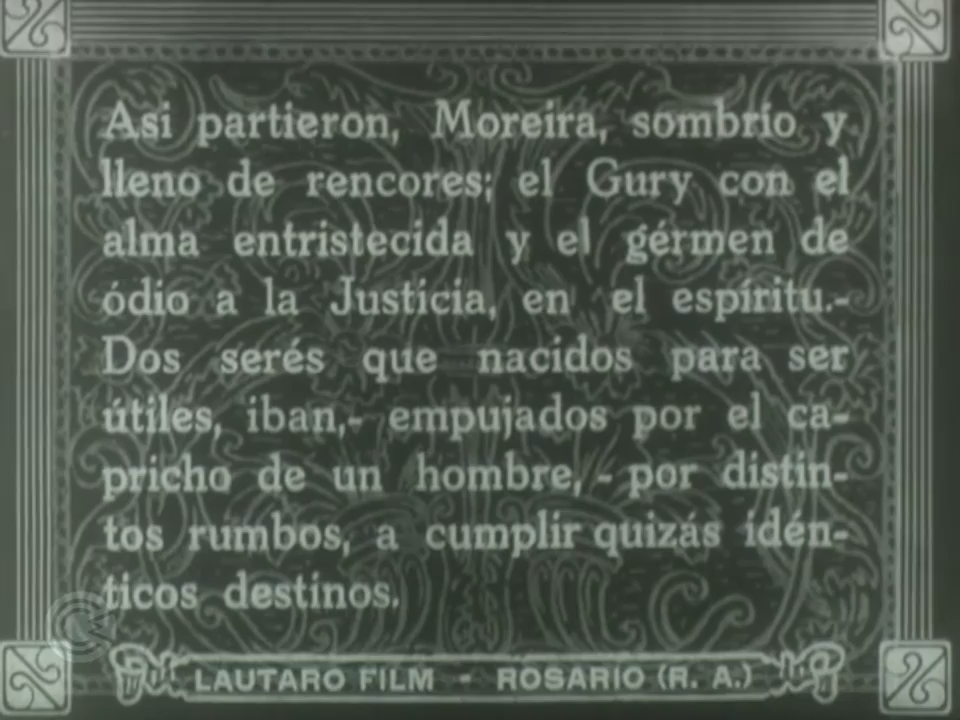 Asi partieron, Moreira, sombrío y
lleno de rencores; el Gury con el
alma entristecida y el gérmen de
ódio a la Justicia, en el espíritu.-
Dos serés que nacidos para ser
útiles, iban,- empujados por el ca-
pricho de un hombre, - por distin-
tos rumbos, a cumplir quizás idén-
ticos destinos.
LAUTARO FILM - ROSARIO (R. A.)